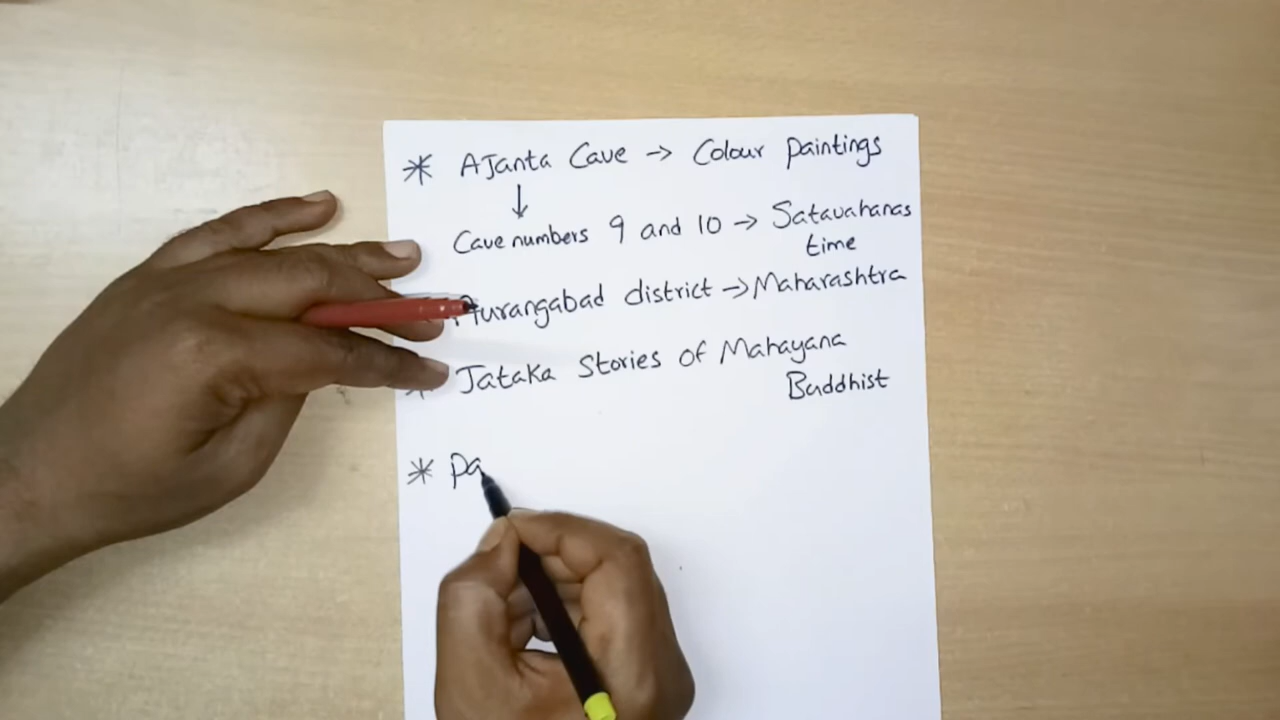 * AJanta Cave → Colour Paintings
↓
Cave numbers 9 and 10 → Satavahanas
time
Aurangabad district → Maharashtra
* Jataka Stories of Mahayana
Buddhist
* Pa